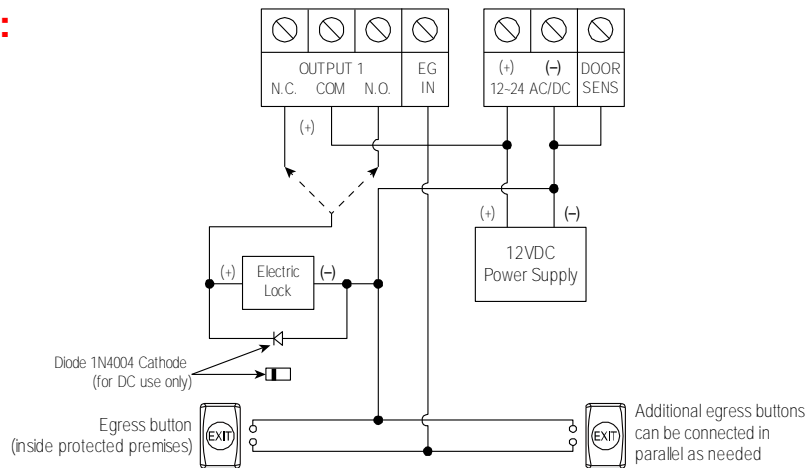 :
OUTPUT 1
N.C. COM N.O.
EG
IN
(+) (–)
12~24 AC/DC
DOOR
SENS
(+)
(+) (–)
12VDC
Power Supply
(+) Electric (–)
Lock
Diode 1N4004 Cathode
(for DC use only)
Egress button
(inside protected premises)
EXIT
EXIT
Additional egress buttons
can be connected in
parallel as needed